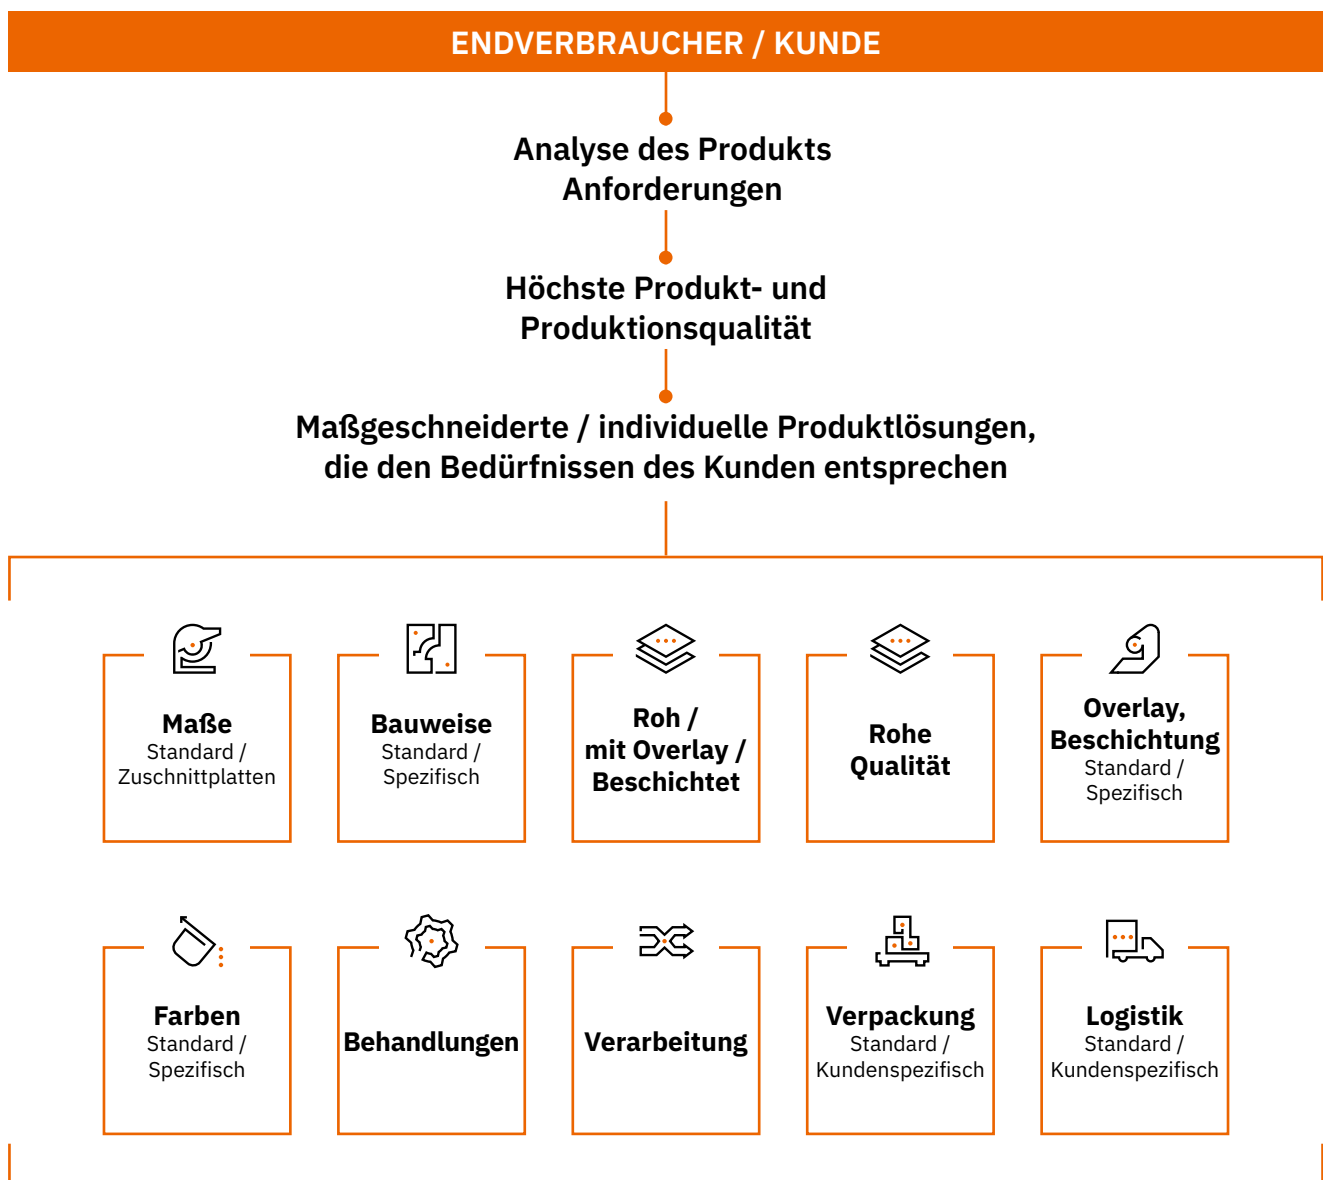 ENDVERBRAUCHER / KUNDE
Analyse des Produkts
Anforderungen
Höchste Produkt- und
Produktionsqualität
Maßgeschneiderte / individuelle Produktlösungen,
die den Bedürfnissen des Kunden entsprechen
Maße
Standard /
Zuschnittplatten
Bauweise
Standard /
Spezifisch
Roh /
mit Overlay /
Beschichtet
Rohe
Qualität
Overlay,
Beschichtung
Standard /
Spezifisch
Farben
Standard /
Spezifisch
Behandlungen
Verarbeitung
Verpackung
Standard /
Kundenspezifisch
Logistik
Standard /
Kundenspezifisch